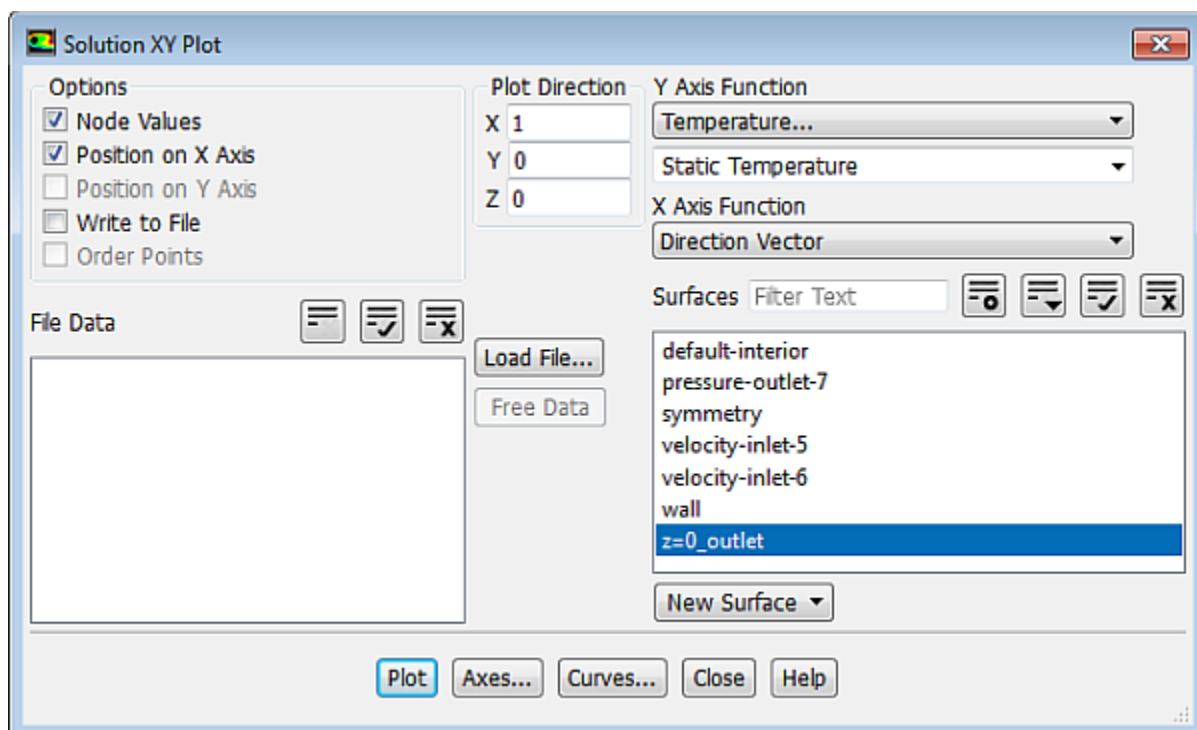 Solution XY Plot
Options
Node Values
Position on X Axis
Position on Y Axis
Write to File
Order Points
Plot Direction
X 1
Y 0
Z 0
Y Axis Function
Temperature...
Static Temperature
X Axis Function
Direction Vector
File Data
Load File...
Free Data
Surfaces Filter Text
default-interior
pressure-outlet-7
symmetry
velocity-inlet-5
velocity-inlet-6
wall
z=0_outlet
New Surface
Plot Axes... Curves... Close Help